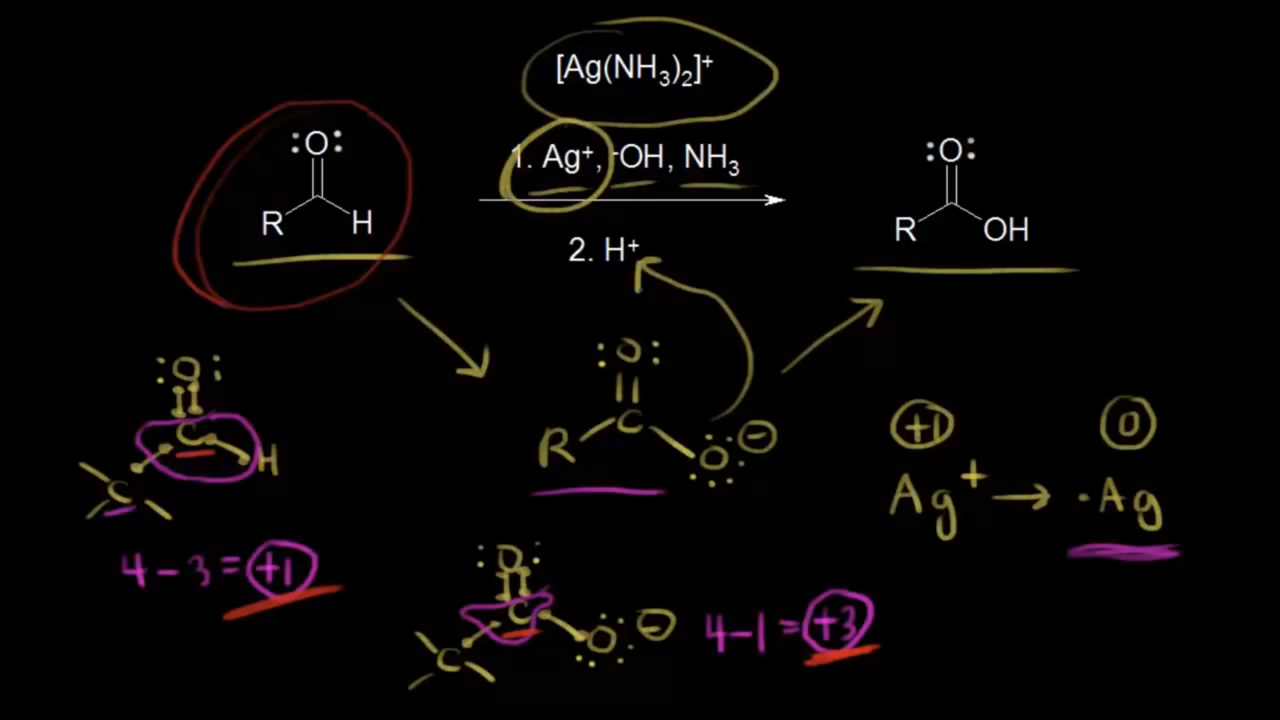 [Ag(NH₃)₂]⁺
1. Ag⁺, ⁻OH, NH₃
2. H⁺
:O:
R H
:O:
R OH
:O:
C H
C
4 - 3 = +1
:O:
R C O ⊖
+1 0
Ag⁺ → ·Ag
:O:
C O ⊖
C
4 - 1 = +3